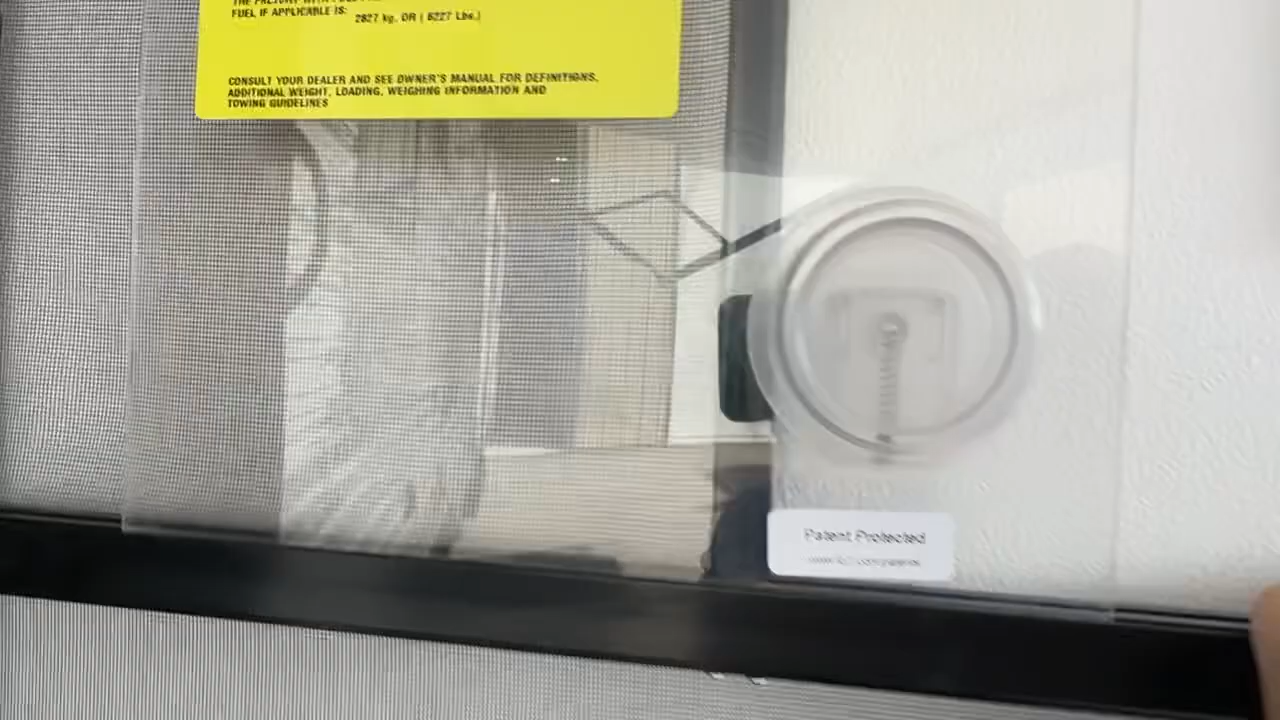 FUEL IF APPLICABLE IS: 2827 kg. OR ( 6227 Lbs.)
CONSULT YOUR DEALER AND SEE OWNER'S MANUAL FOR DEFINITIONS,
ADDITIONAL WEIGHT, LOADING, WEIGHING INFORMATION AND
TOWING GUIDELINES
Patent Protected